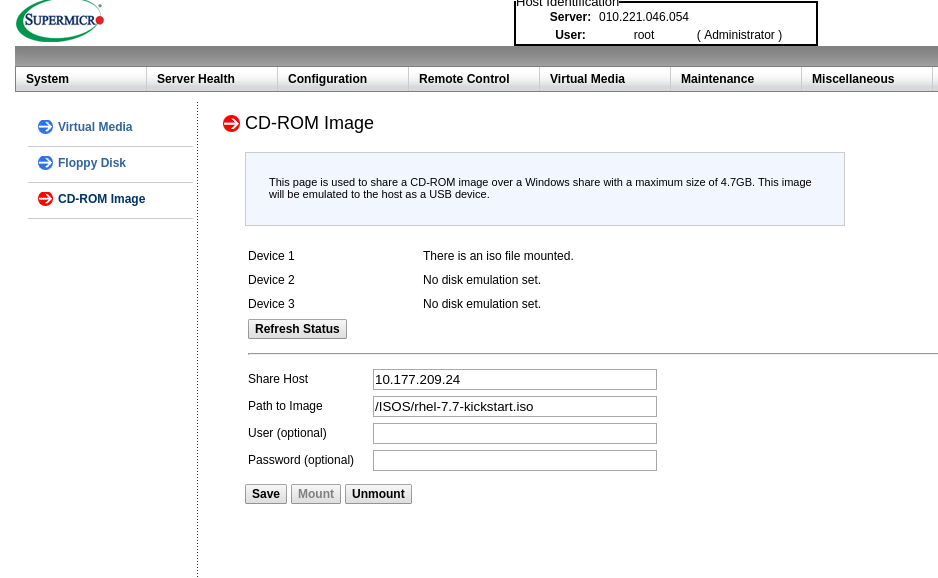 SUPERMICR
Host Identification
Server: 010.221.046.054
User: root ( Administrator )
System Server Health Configuration Remote Control Virtual Media Maintenance Miscellaneous
Virtual Media
Floppy Disk
CD-ROM Image
CD-ROM Image
This page is used to share a CD-ROM image over a Windows share with a maximum size of 4.7GB. This image
will be emulated to the host as a USB device.
Device 1 There is an iso file mounted.
Device 2 No disk emulation set.
Device 3 No disk emulation set.
Refresh Status
Share Host 10.177.209.24
Path to Image /ISOS/rhel-7.7-kickstart.iso
User (optional)
Password (optional)
Save Mount Unmount